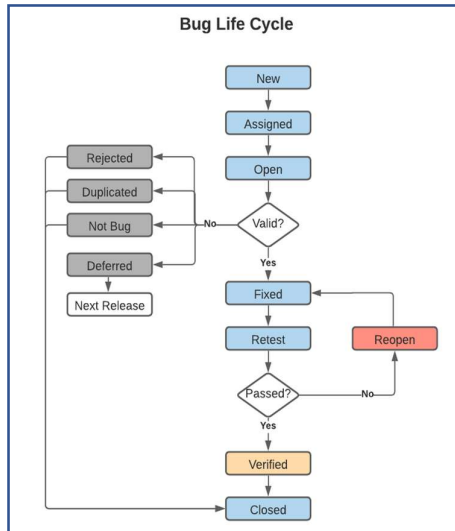 Bug Life Cycle
New
Assigned
Rejected
Open
Duplicated
Not Bug
No
Valid?
Yes
Deferred
Next Release
Fixed
Retest
Reopen
Passed?
No
Yes
Verified
Closed